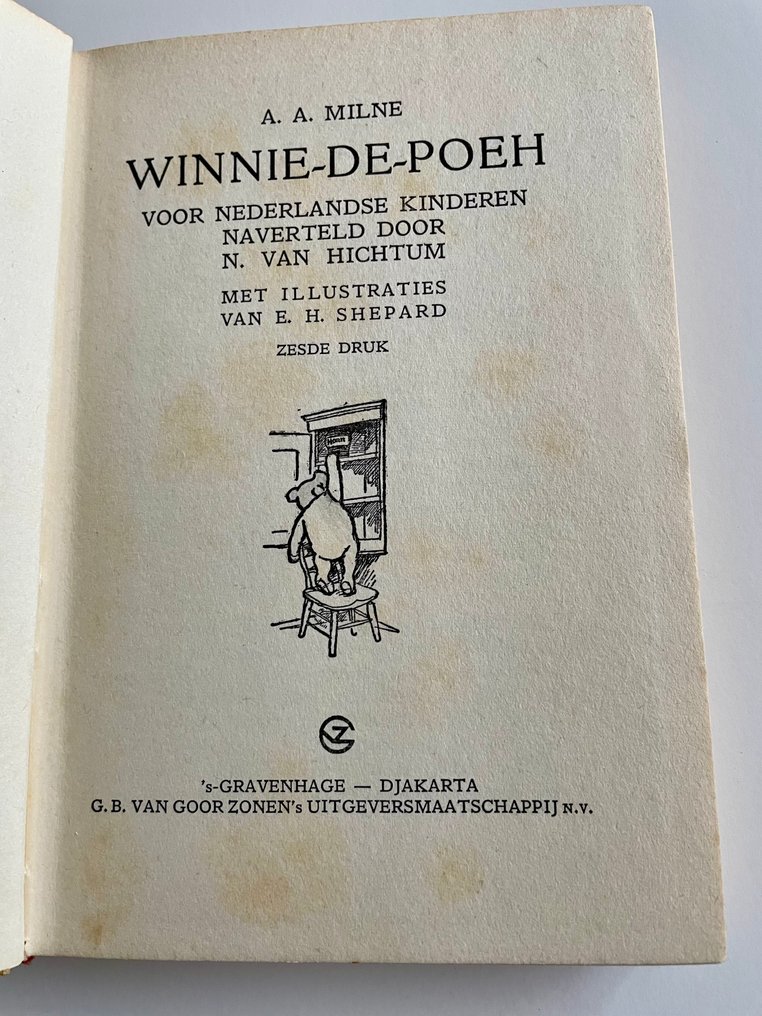 A. A. MILNE
WINNIE-DE-POEH
VOOR NEDERLANDSE KINDEREN
NAVERTELD DOOR
N. VAN HICHTUM
MET ILLUSTRATIES
VAN E. H. SHEPARD
ZESDE DRUK
's-GRAVENHAGE — DJAKARTA
G. B. VAN GOOR ZONEN's UITGEVERSMAATSCHAPPIJ N.V.